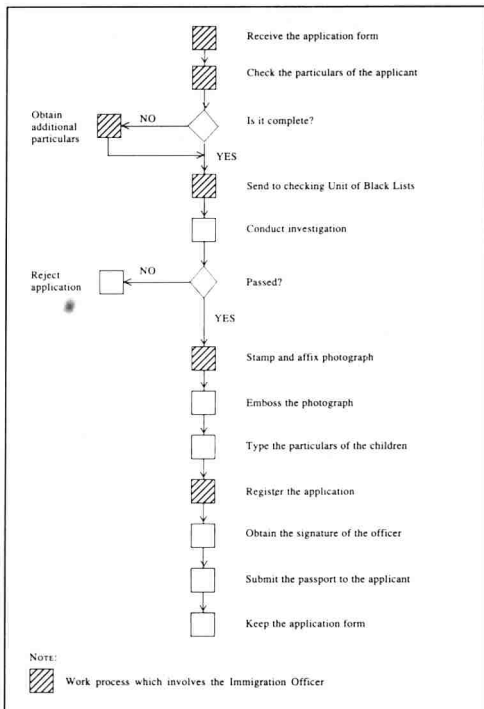 Receive the application form
Check the particulars of the applicant
Obtain
additional
particulars
NO
Is it complete?
YES
Send to checking Unit of Black Lists
Conduct investigation
Reject
application
NO
Passed?
YES
Stamp and affix photograph
Emboss the photograph
Type the particulars of the children
Register the application
Obtain the signature of the officer
Submit the passport to the applicant
Keep the application form
NOTE:
Work process which involves the Immigration Officer